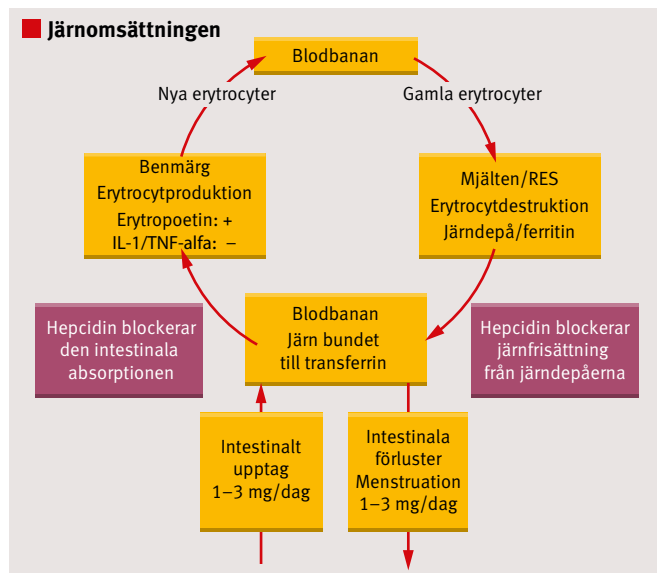 Järnomsättningen
Blodbanan
Nya erytrocyter
Gamla erytrocyter
Benmärg
Erytrocytproduktion
Erytropoetin: +
IL-1/TNF-alfa: –
Mjälten/RES
Erytrocytdestruktion
Järndepå/ferritin
Hepcidin blockerar
den intestinala
absorptionen
Blodbanan
Järn bundet
till transferrin
Hepcidin blockerar
järnfrisättning
från järndepåerna
Intestinalt
upptag
1–3 mg/dag
Intestinala
förluster
Menstruation
1–3 mg/dag